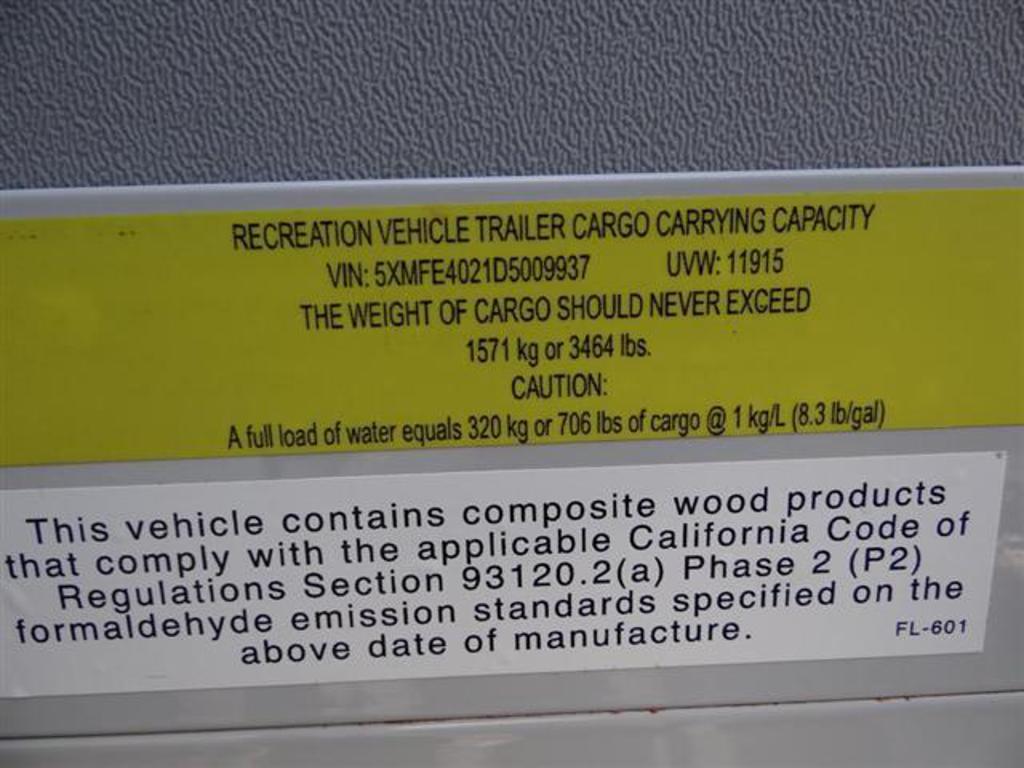 RECREATION VEHICLE TRAILER CARGO CARRYING CAPACITY
VIN: 5XMFE4021D5009937 UVW: 11915
THE WEIGHT OF CARGO SHOULD NEVER EXCEED
1571 kg or 3464 lbs.
CAUTION:
A full load of water equals 320 kg or 706 lbs of cargo @ 1 kg/L (8.3 lb/gal)
This vehicle contains composite wood products
that comply with the applicable California Code of
Regulations Section 93120.2(a) Phase 2 (P2)
formaldehyde emission standards specified on the
above date of manufacture.
FL-601